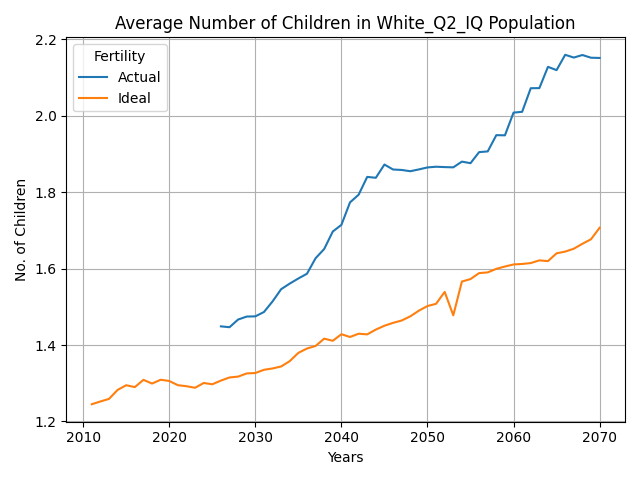 Average Number of Children in White_Q2_IQ Population
2.2
2.0
1.8
1.6
1.4
1.2
No. of Children
Fertility
Actual
Ideal
2010 2020 2030 2040 2050 2060 2070
Years